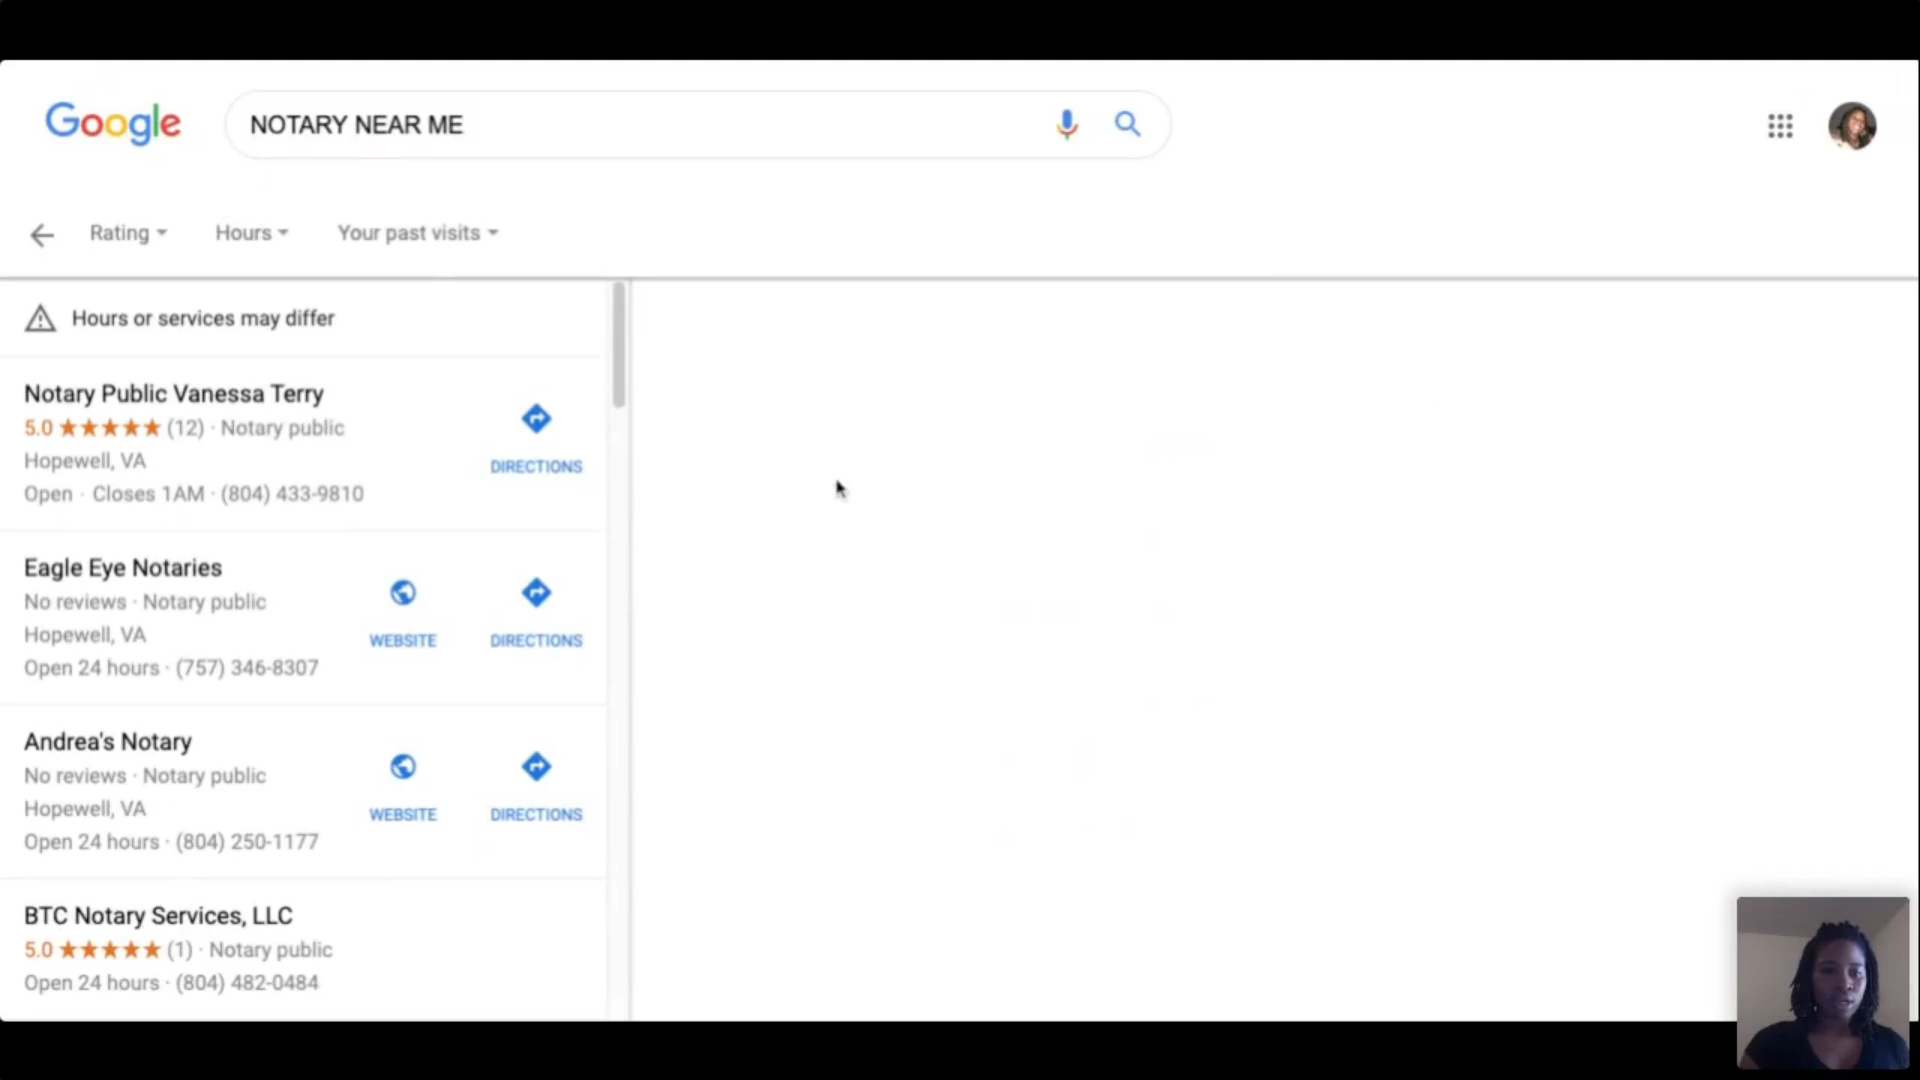 Google
NOTARY NEAR ME
Rating
Hours
Your past visits
Hours or services may differ
Notary Public Vanessa Terry
5.0 ★★★★★ (12) · Notary public
Hopewell, VA
Open · Closes 1AM · (804) 433-9810
DIRECTIONS
Eagle Eye Notaries
No reviews · Notary public
Hopewell, VA
Open 24 hours · (757) 346-8307
WEBSITE
DIRECTIONS
Andrea's Notary
No reviews · Notary public
Hopewell, VA
Open 24 hours · (804) 250-1177
WEBSITE
DIRECTIONS
BTC Notary Services, LLC
5.0 ★★★★★ (1) · Notary public
Open 24 hours · (804) 482-0484